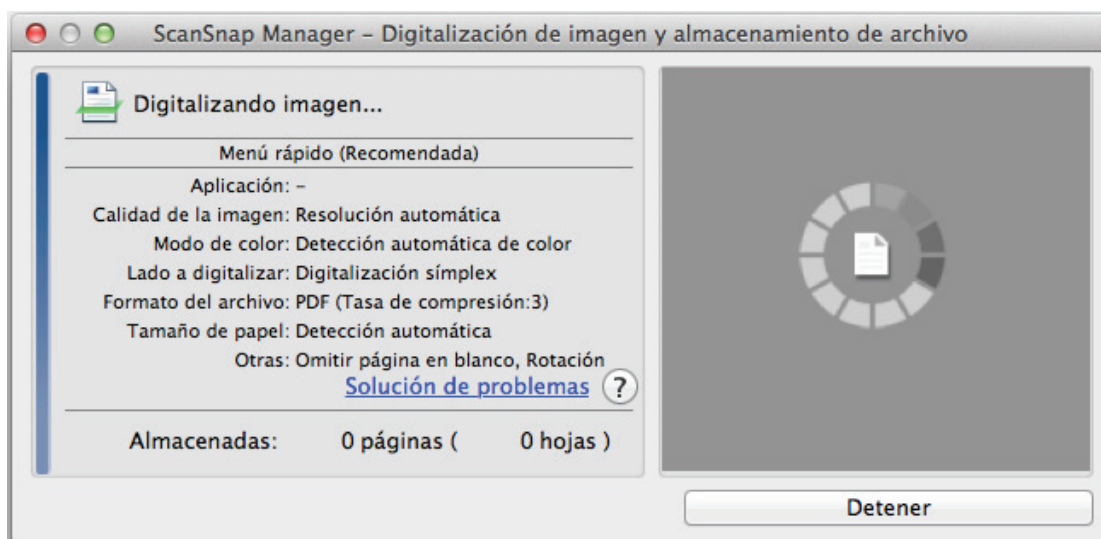 ScanSnap Manager – Digitalización de imagen y almacenamiento de archivo
Digitalizando imagen...
Menú rápido (Recomendada)
Aplicación: –
Calidad de la imagen: Resolución automática
Modo de color: Detección automática de color
Lado a digitalizar: Digitalización símplex
Formato del archivo: PDF (Tasa de compresión:3)
Tamaño de papel: Detección automática
Otras: Omitir página en blanco, Rotación
Solución de problemas ?
Almacenadas: 0 páginas ( 0 hojas )
Detener